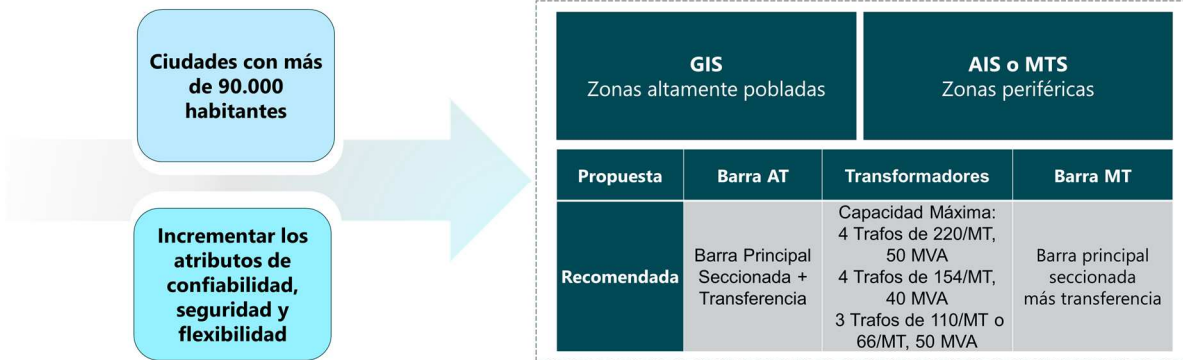 Ciudades con más
de 90.000
habitantes
Incrementar los
atributos de
confiabilidad,
seguridad y
flexibilidad
GIS
Zonas altamente pobladas
AIS o MTS
Zonas periféricas
Propuesta
Barra AT
Transformadores
Barra MT
Recomendada
Barra Principal
Seccionada +
Transferencia
Capacidad Máxima:
4 Trafos de 220/MT,
50 MVA
4 Trafos de 154/MT,
40 MVA
3 Trafos de 110/MT o
66/MT, 50 MVA
Barra principal
seccionada
más transferencia